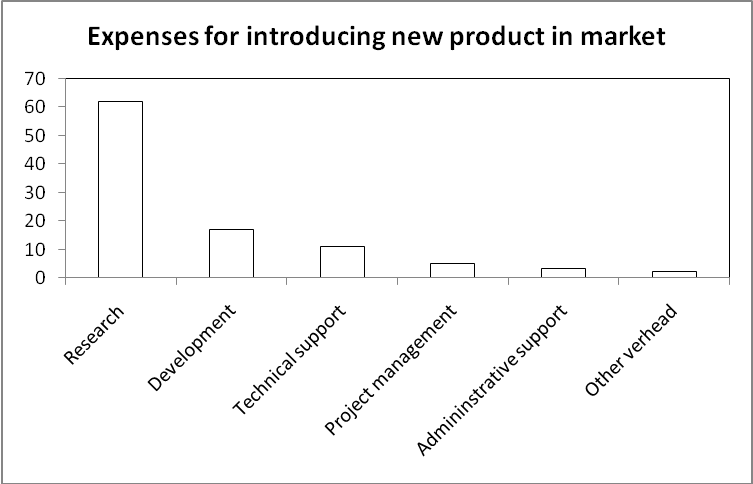 Expenses for introducing new product in market
70
60
50
40
30
20
10
0
Research
Development
Technical support
Project management
Admininstrative support
Other verhead